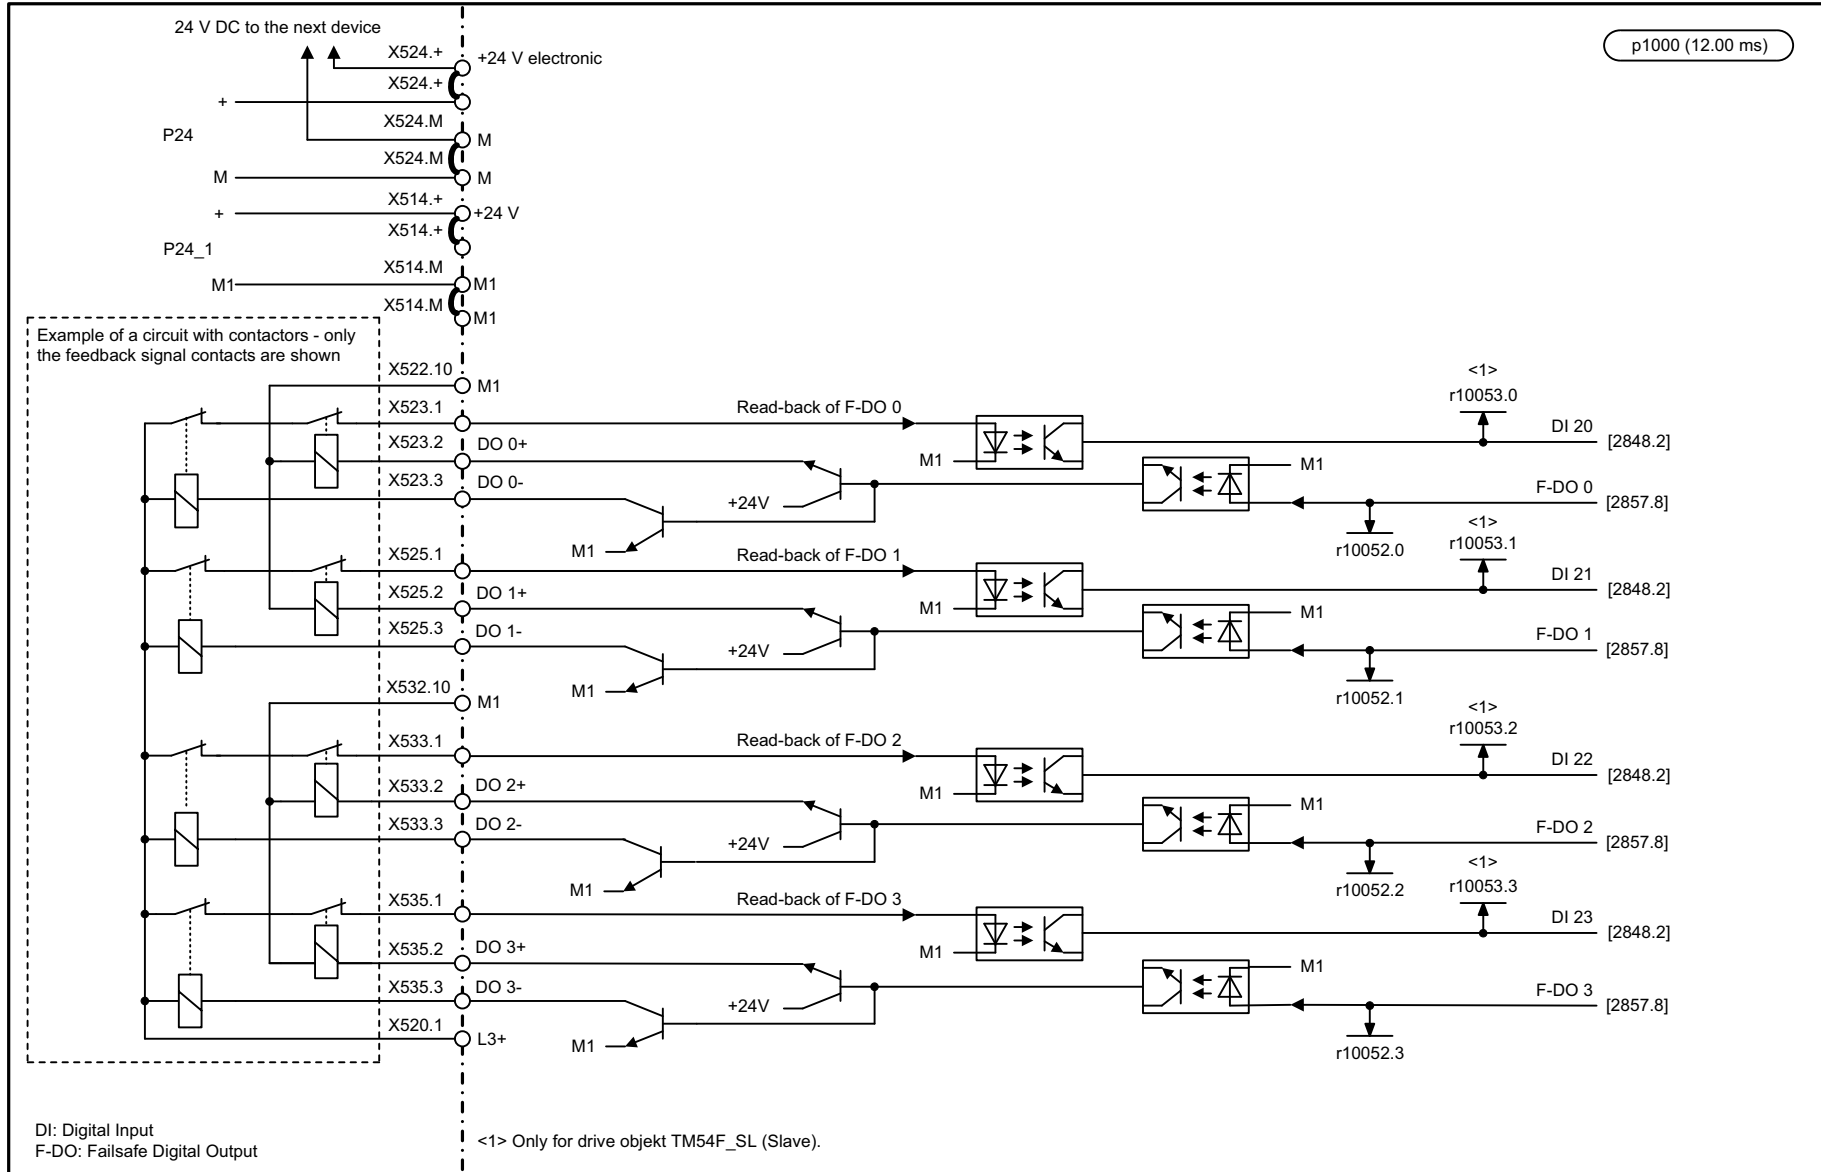 24 V DC to the next device
p1000 (12.00 ms)
X524.+
+24 V electronic
X524.+
+
X524.M
P24
M
X524.M
M
M
X514.+
+
+24 V
X514.+
P24_1
X514.M
M1
M1
X514.M
M1
Example of a circuit with contactors - only
the feedback signal contacts are shown
X522.10
M1
<1>
r10053.0
X523.1
Read-back of F-DO 0
DI 20
[2848.2]
X523.2
DO 0+
M1
M1
X523.3
DO 0-
+24V
F-DO 0
[2857.8]
<1>
r10053.1
M1
r10052.0
X525.1
Read-back of F-DO 1
DI 21
[2848.2]
X525.2
DO 1+
M1
M1
X525.3
DO 1-
+24V
F-DO 1
[2857.8]
X532.10
M1
M1
r10052.1
<1>
r10053.2
X533.1
Read-back of F-DO 2
DI 22
[2848.2]
X533.2
DO 2+
M1
M1
X533.3
DO 2-
+24V
F-DO 2
[2857.8]
<1>
r10053.3
M1
r10052.2
X535.1
Read-back of F-DO 3
DI 23
[2848.2]
X535.2
DO 3+
M1
M1
X535.3
DO 3-
+24V
F-DO 3
[2857.8]
X520.1
L3+
M1
r10052.3
DI: Digital Input
F-DO: Failsafe Digital Output
<1> Only for drive objekt TM54F_SL (Slave).